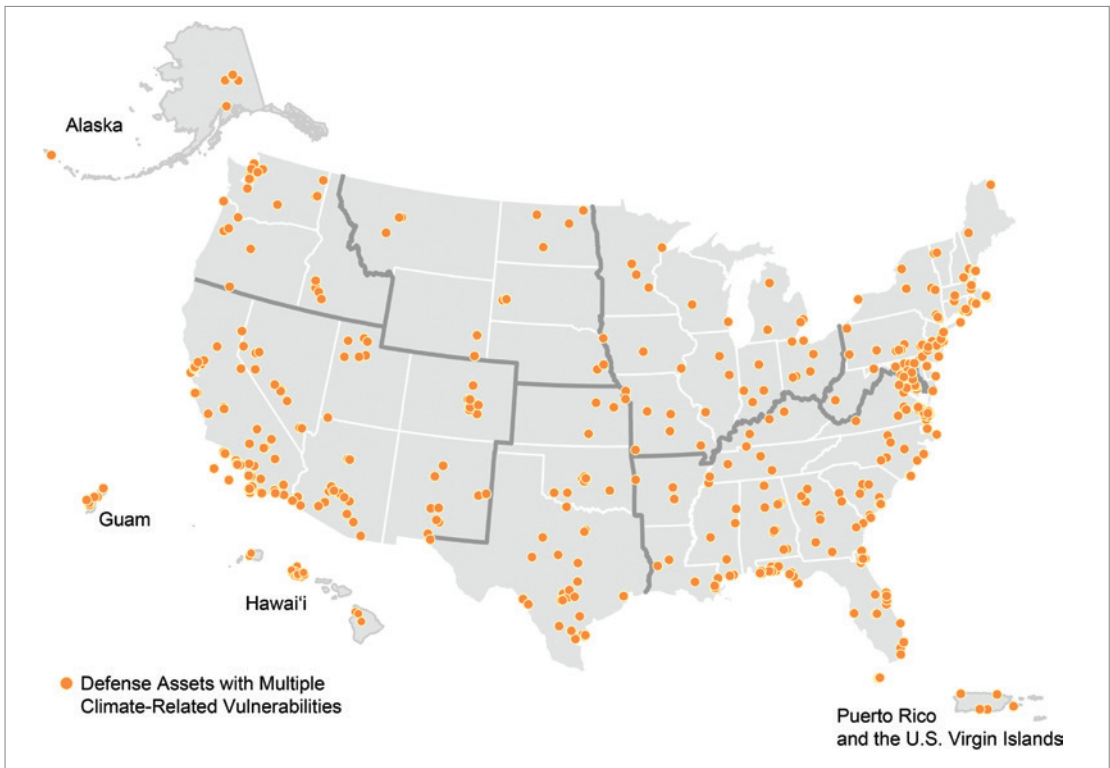 Alaska
Guam
Hawai‘i
Defense Assets with Multiple
Climate-Related Vulnerabilities
Puerto Rico
and the U.S. Virgin Islands